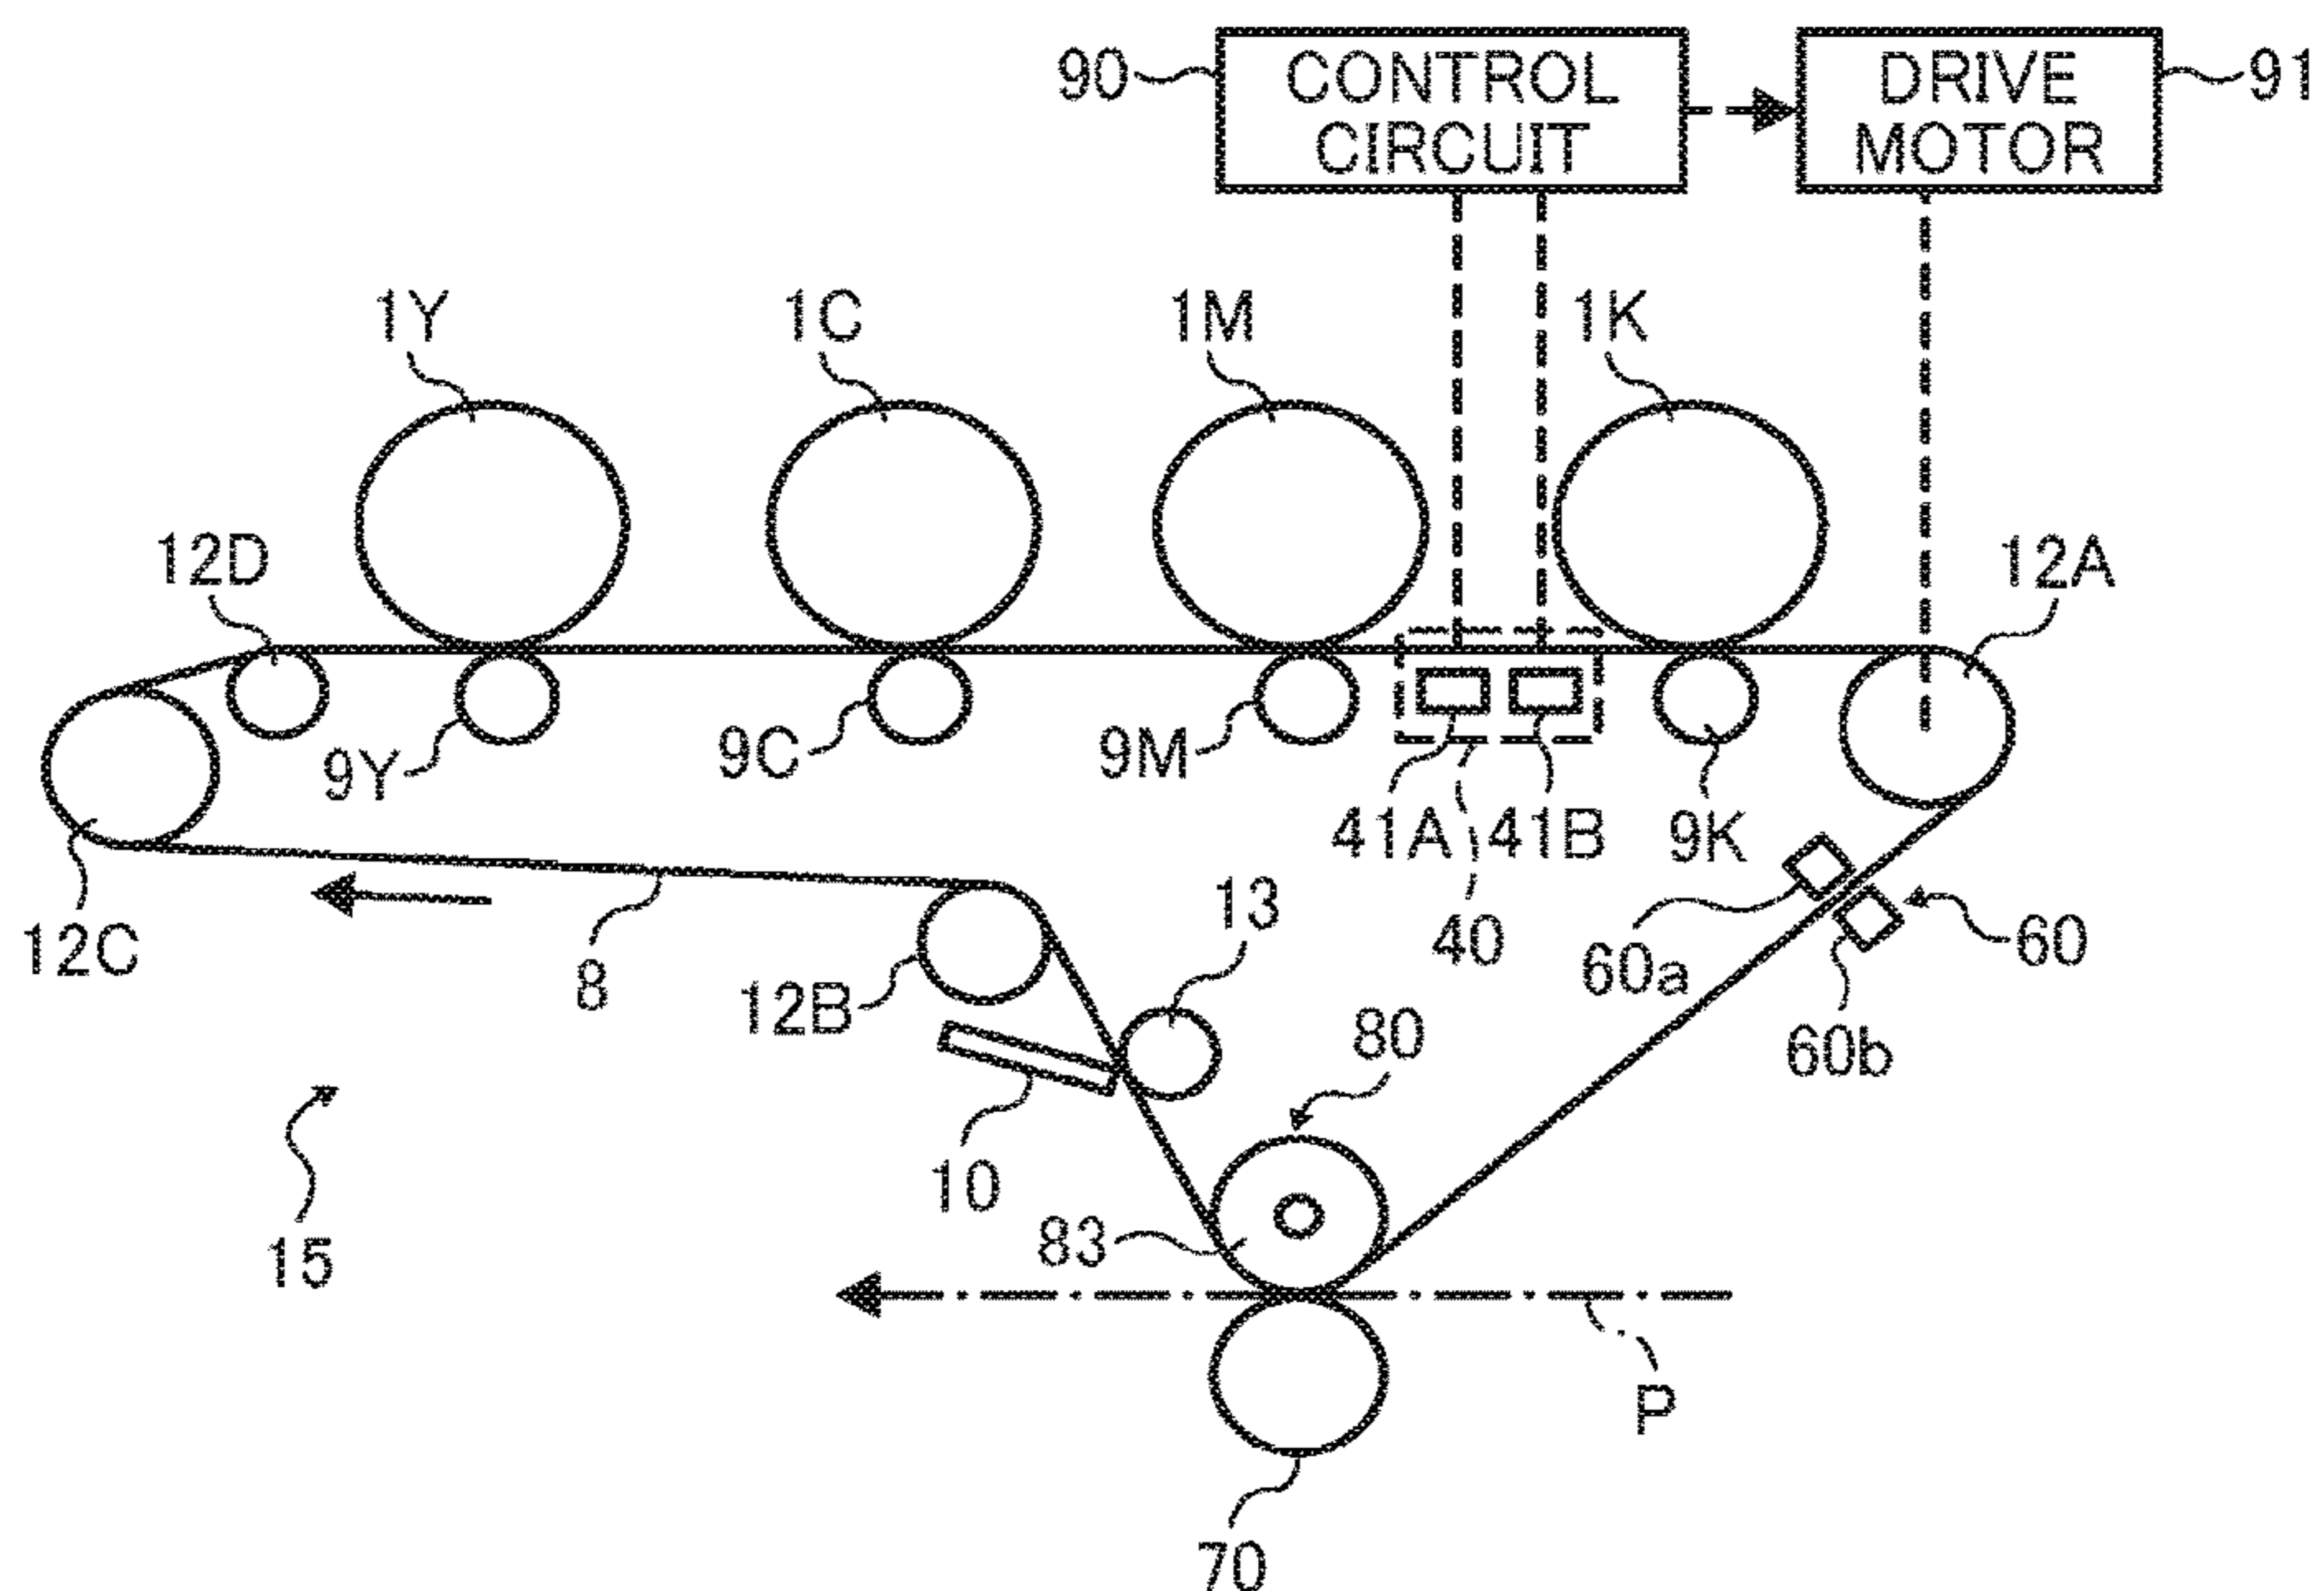 90
CONTROL
CIRCUIT
DRIVE
MOTOR
91
1Y
1C
1M
1K
12D
12A
9Y
9C
9M
41A
41B
9K
12C
8
12B
13
40
60a
60
60b
80
10
83
15
P
70